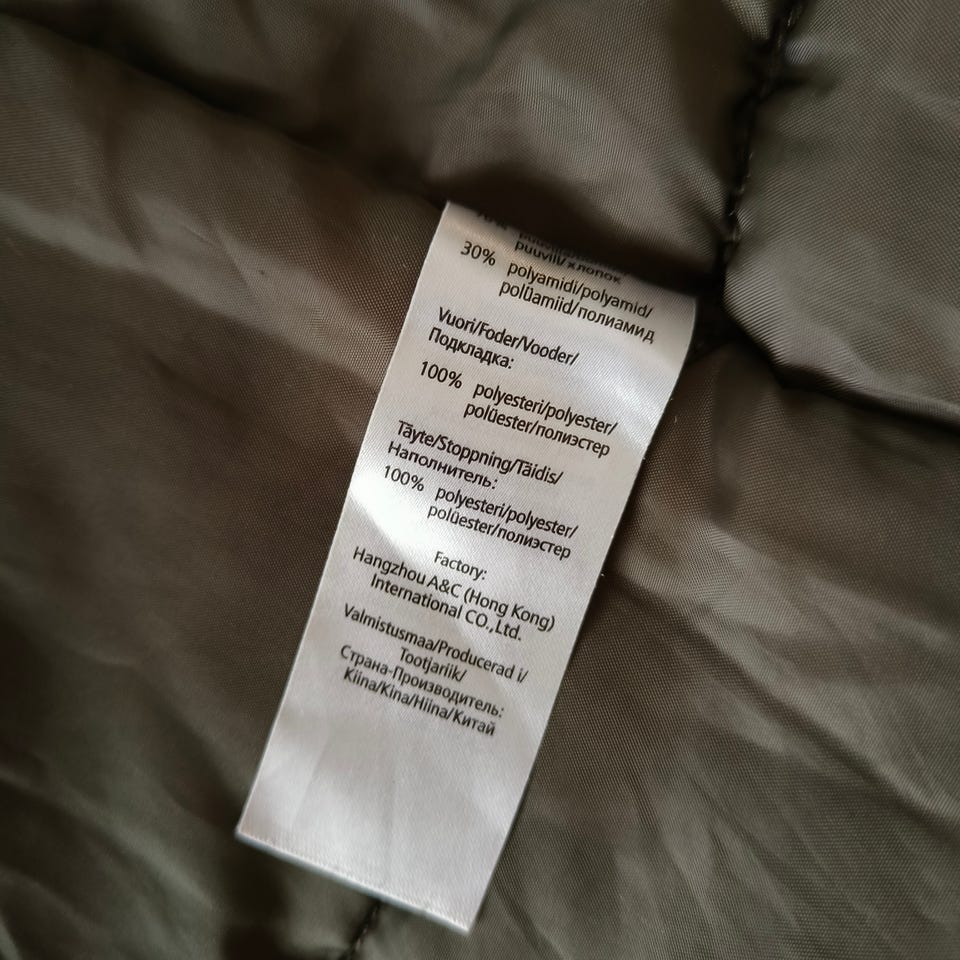 puuvill/хлопок
30% polyamidi/polyamid/
polüamiid/полиамид
Vuori/Foder/Vooder/
Подкладка:
100% polyesteri/polyester/
polüester/полиэстер
Täyte/Stoppning/Täidis/
Наполнитель:
100% polyesteri/polyester/
polüester/полиэстер
Factory:
Hangzhou A&C (Hong Kong)
International CO.,Ltd.
Valmistusmaa/Producerad i/
Tootjariik/
Страна-Производитель:
Kiina/Kina/Hiina/Китай